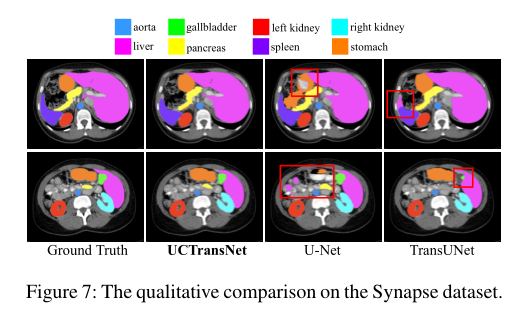 aorta gallbladder left kidney right kidney
liver pancreas spleen stomach
Ground Truth UCTransNet U-Net TransUNet
Figure 7: The qualitative comparison on the Synapse dataset.